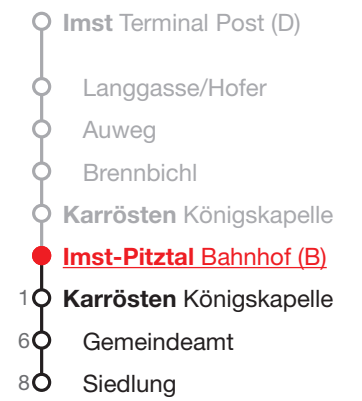 Imst Terminal Post (D)
Langgasse/Hofer
Auweg
Brennbichl
Karrösten Königskapelle
Imst-Pitztal Bahnhof (B)
1 Karrösten Königskapelle
6 Gemeindeamt
8 Siedlung